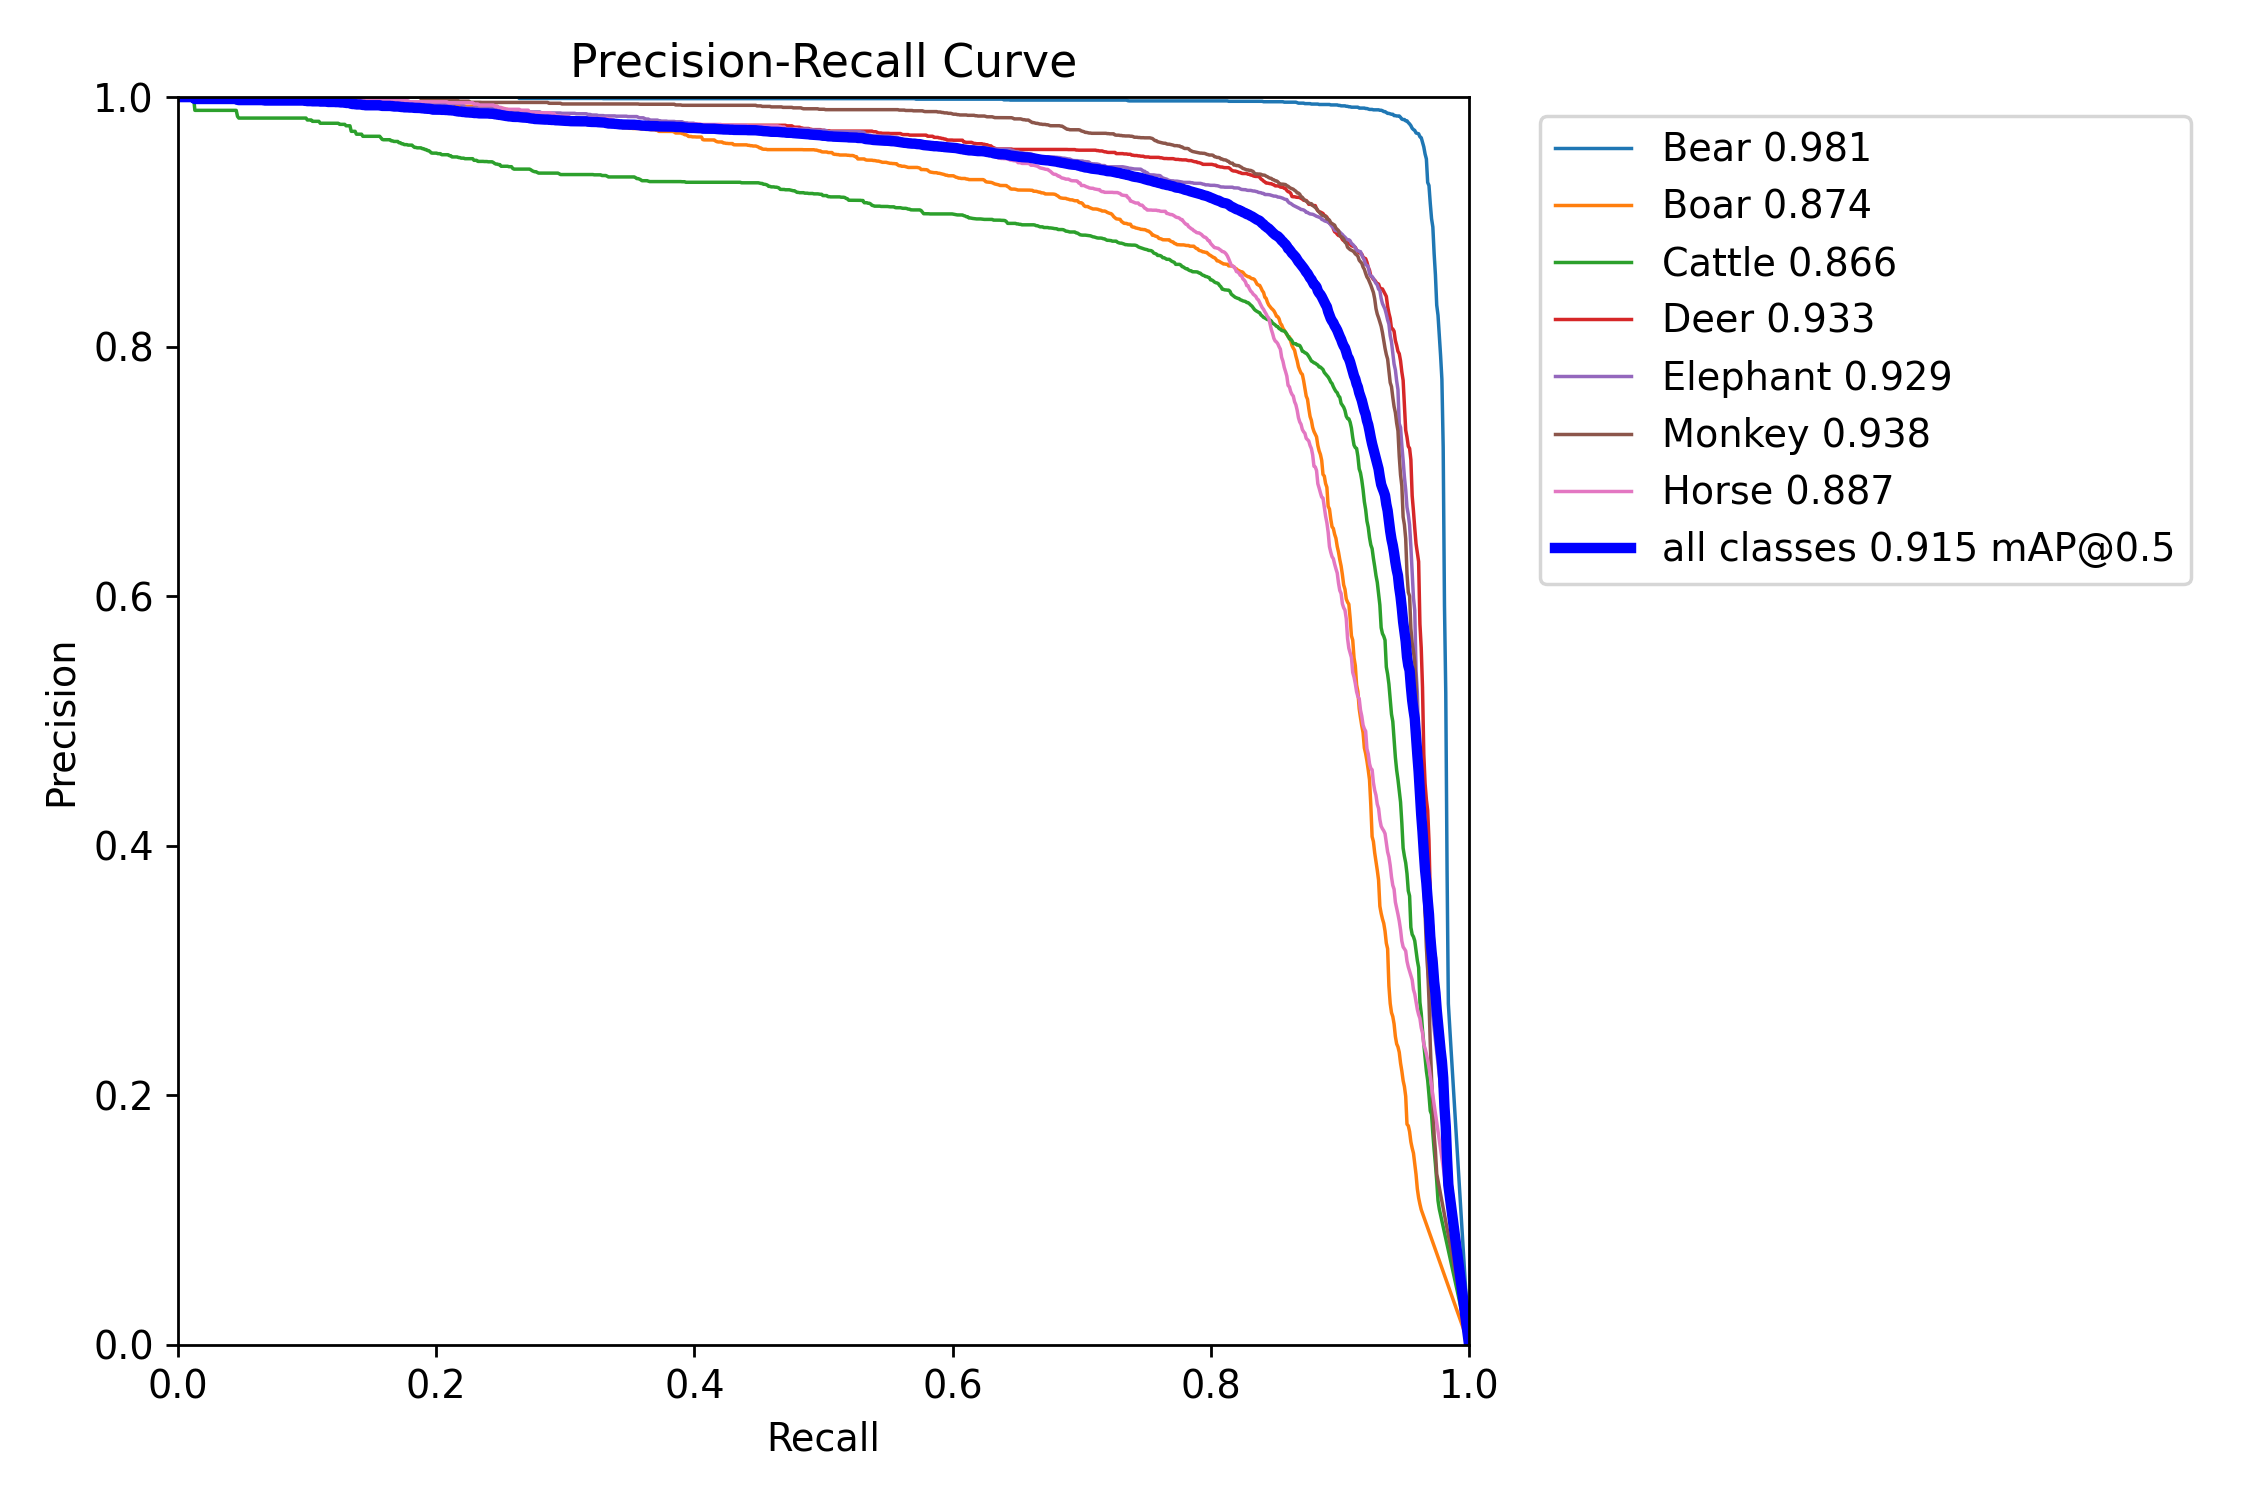 Precision-Recall Curve
1.0
0.8
0.6
0.4
0.2
0.0
Precision
0.0 0.2 0.4 0.6 0.8 1.0
Recall
Bear 0.981
Boar 0.874
Cattle 0.866
Deer 0.933
Elephant 0.929
Monkey 0.938
Horse 0.887
all classes 0.915 mAP@0.5